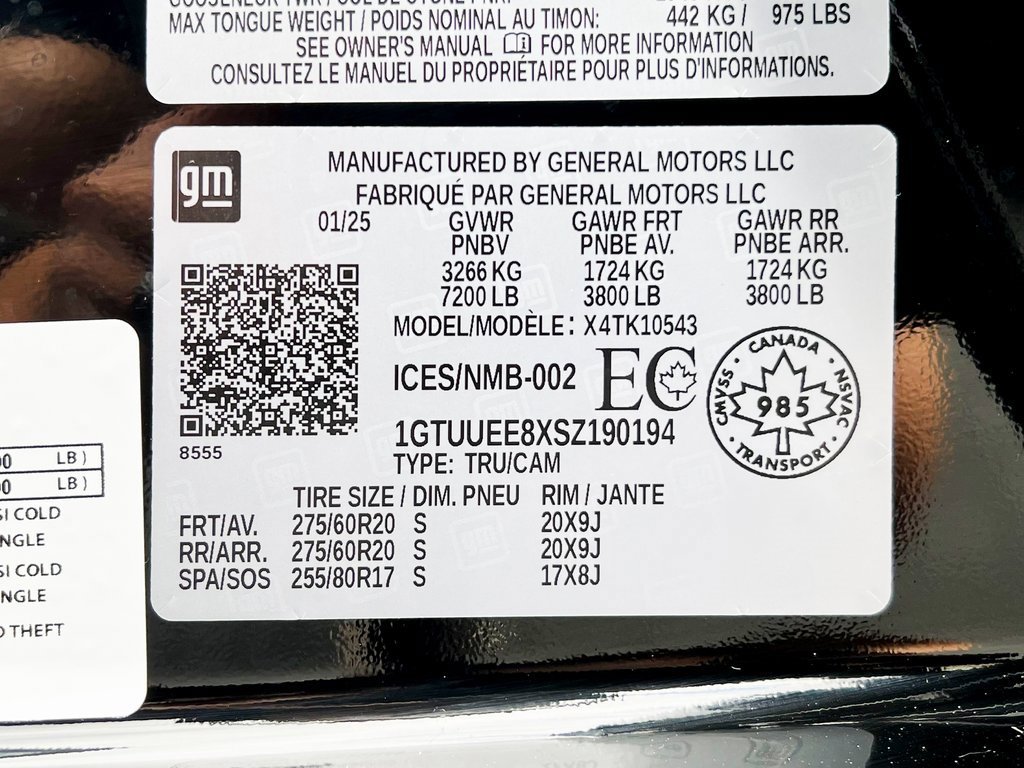 MAX TONGUE WEIGHT / POIDS NOMINAL AU TIMON: 442 KG / 975 LBS
SEE OWNER'S MANUAL FOR MORE INFORMATION
CONSULTEZ LE MANUEL DU PROPRIÉTAIRE POUR PLUS D'INFORMATIONS.
gm
MANUFACTURED BY GENERAL MOTORS LLC
FABRIQUÉ PAR GENERAL MOTORS LLC
01/25 GVWR GAWR FRT GAWR RR
PNBV PNBE AV. PNBE ARR.
3266 KG 1724 KG 1724 KG
7200 LB 3800 LB 3800 LB
MODEL/MODÈLE: X4TK10543
ICES/NMB-002 EC
CANADA
CMVSS 985 NSVAC
TRANSPORT
1GTUUEE8XSZ190194
8555
TYPE: TRU/CAM
TIRE SIZE / DIM. PNEU RIM / JANTE
FRT/AV. 275/60R20 S 20X9J
RR/ARR. 275/60R20 S 20X9J
SPA/SOS 255/80R17 S 17X8J
00 LB )
00 LB )
SI COLD
NGLE
SI COLD
NGLE
THEFT